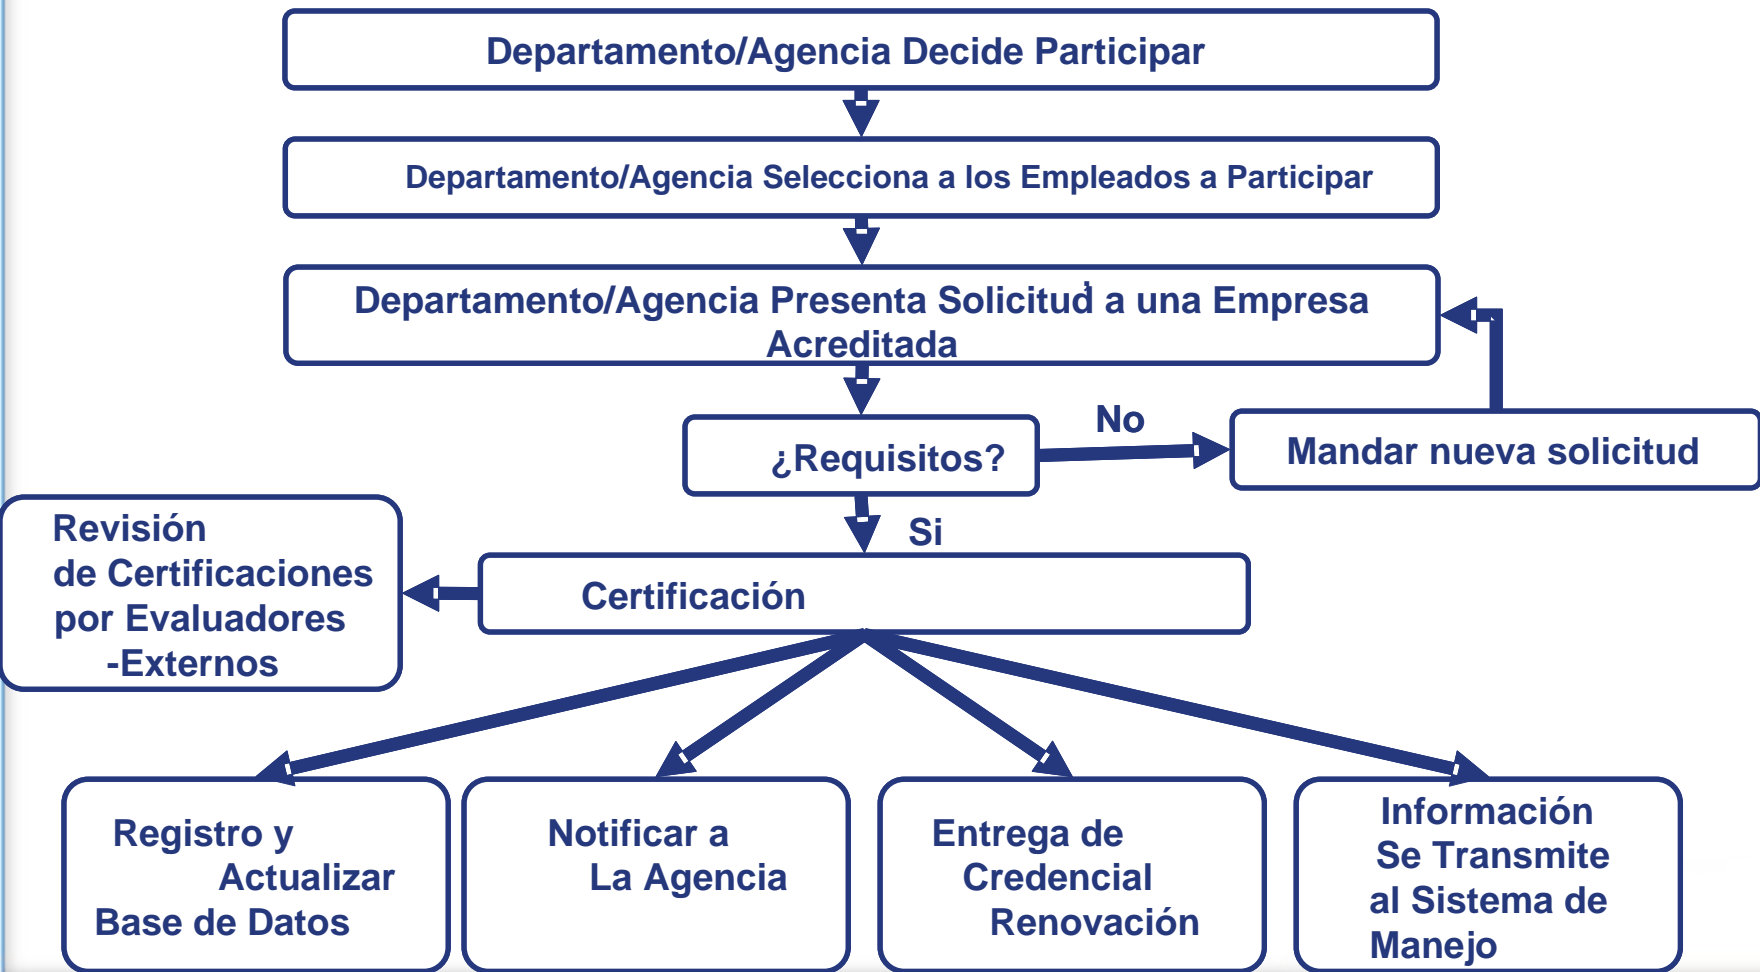 Departamento/Agencia Decide Participar
Departamento/Agencia Selecciona a los Empleados a Participar
Departamento/Agencia Presenta Solicitud a una Empresa
Acreditada
No
¿Requisitos?
Mandar nueva solicitud
Si
Revisión
de Certificaciones
por Evaluadores
-Externos
Certificación
Registro y
Actualizar
Base de Datos
Notificar a
La Agencia
Entrega de
Credencial
Renovación
Información
Se Transmite
al Sistema de
Manejo